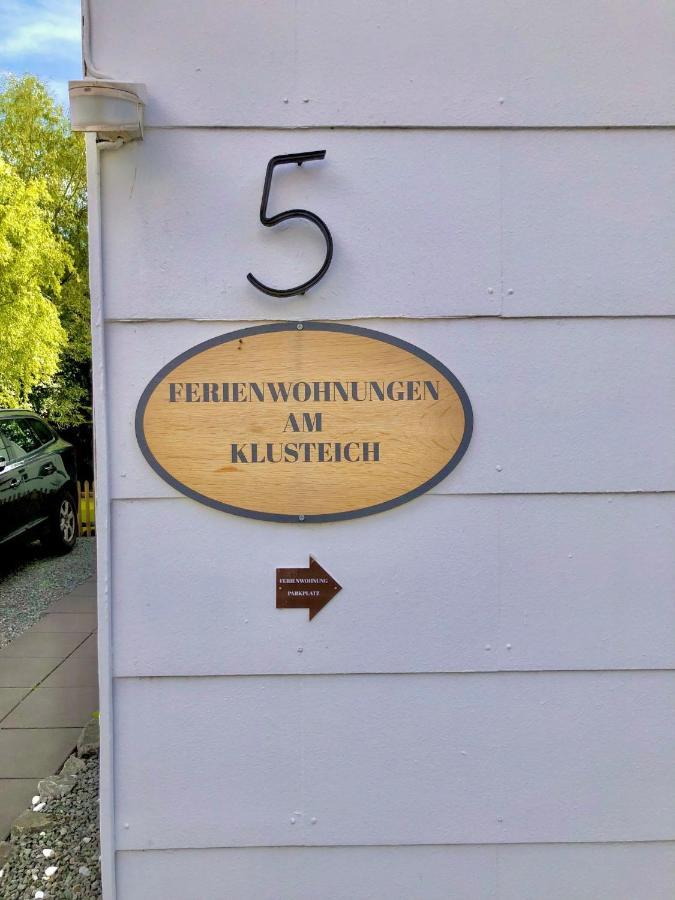 5
FERIENWOHNUNGEN
AM
KLUSTEICH
FERIENWOHNUNG
PARKPLATZ